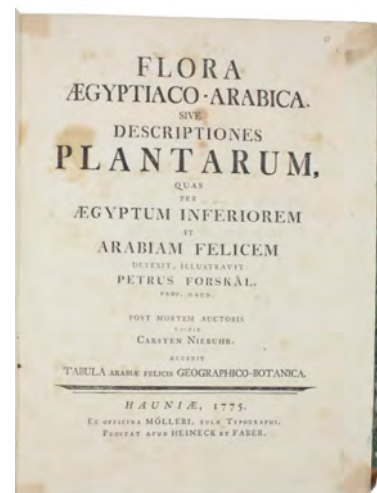 FLORA
ÆGYPTIACO-ARABICA.
SIVE
DESCRIPTIONES
PLANTARUM,
QUAS
PER
ÆGYPTUM INFERIOREM
ET
ARABIAM FELICEM
DETEXIT, ILLUSTRAVIT
PETRUS FORSKÅL.
PROF. HAUN.
POST MORTEM AUCTORIS
EDIDIT
CARSTEN NIEBUHR.
ACCEDIT
TABULA ARABIÆ FELICIS GEOGRAPHICO-BOTANICA.
HAUNIÆ, 1775.
EX OFFICINA MÖLLERI, AULÆ TYPOGRAPHI.
PROSTAT APUD HEINECK ET FABER.